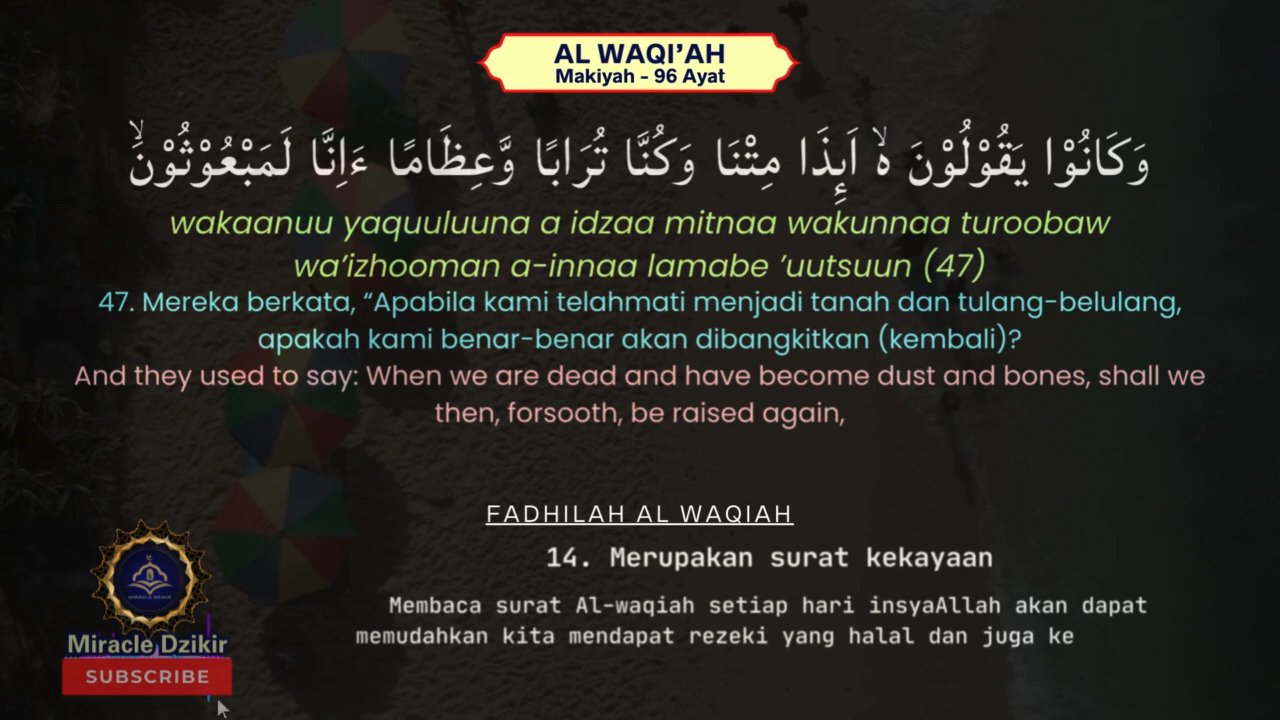 AL WAQI’AH
Makiyah - 96 Ayat
وَكَانُوْا يَقُوْلُوْنَ ەۙ اَىِٕذَا مِتْنَا وَكُنَّا تُرَابًا وَّعِظَامًا ءَاِنَّا لَمَبْعُوْثُوْنَۙ
wakaanuu yaquuluuna a idzaa mitnaa wakunnaa turoobaw
wa’izhooman a-innaa lamabe ’uutsuun (47)
47. Mereka berkata, “Apabila kami telahmati menjadi tanah dan tulang-belulang,
apakah kami benar-benar akan dibangkitkan (kembali)?
And they used to say: When we are dead and have become dust and bones, shall we
then, forsooth, be raised again,
FADHILAH AL WAQIAH
14. Merupakan surat kekayaan
Membaca surat Al-waqiah setiap hari insyaAllah akan dapat
memudahkan kita mendapat rezeki yang halal dan juga ke
MIRACLE DZIKIR
Miracle Dzikir
SUBSCRIBE